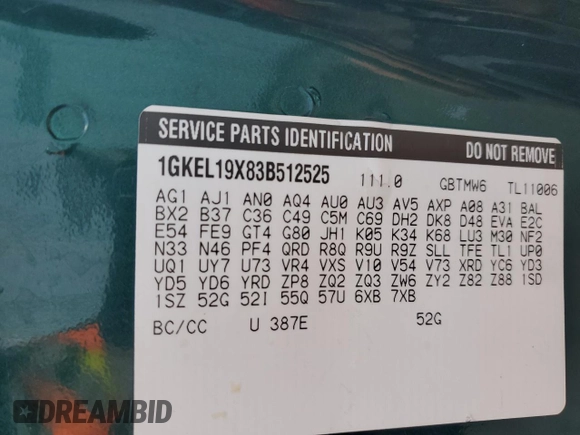 SERVICE PARTS IDENTIFICATION DO NOT REMOVE
1GKEL19X83B512525 111.0 GBTMW6 TL11006
AG1 AJ1 AN0 AQ4 AU0 AU3 AV5 AXP A08 A31 BAL
BX2 B37 C36 C49 C5M C69 DH2 DK8 D48 EVA E2C
E54 FE9 GT4 G80 JH1 K05 K34 K68 LU3 M30 NF2
N33 N46 PF4 QRD R8Q R9U R9Z SLL TFE TL1 UP0
UQ1 UY7 U73 VR4 VXS V10 V54 V73 XRD YC6 YD3
YD5 YD6 YRD ZP8 ZQ2 ZQ3 ZW6 ZY2 Z82 Z88 1SD
1SZ 52G 52I 55Q 57U 6XB 7XB
BC/CC U 387E 52G
DREAMBID